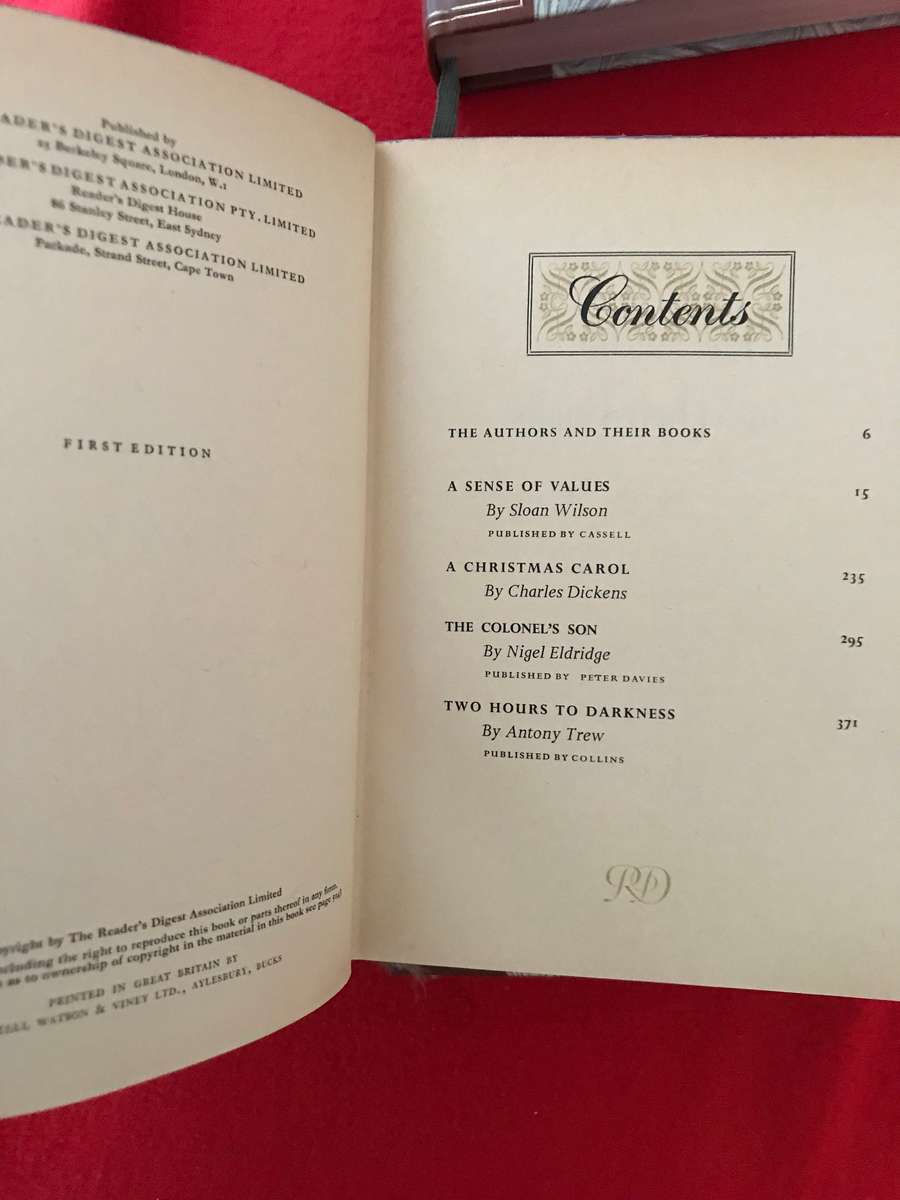 Published by
ADER'S DIGEST ASSOCIATION LIMITED
25 Berkeley Square, London, W.1
DER'S DIGEST ASSOCIATION PTY. LIMITED
Reader's Digest House
86 Stanley Street, East Sydney
EADER'S DIGEST ASSOCIATION LIMITED
Parkade, Strand Street, Cape Town
FIRST EDITION
pyright by The Reader's Digest Association Limited
cluding the right to reproduce this book or parts thereof in any form.
as to ownership of copyright in the material in this book see page
PRINTED IN GREAT BRITAIN BY
ELL WATSON & VINEY LTD., AYLESBURY, BUCKS
Contents
THE AUTHORS AND THEIR BOOKS 6
A SENSE OF VALUES 15
By Sloan Wilson
PUBLISHED BY CASSELL
A CHRISTMAS CAROL 235
By Charles Dickens
THE COLONEL'S SON 295
By Nigel Eldridge
PUBLISHED BY PETER DAVIES
TWO HOURS TO DARKNESS 371
By Antony Trew
PUBLISHED BY COLLINS
RD